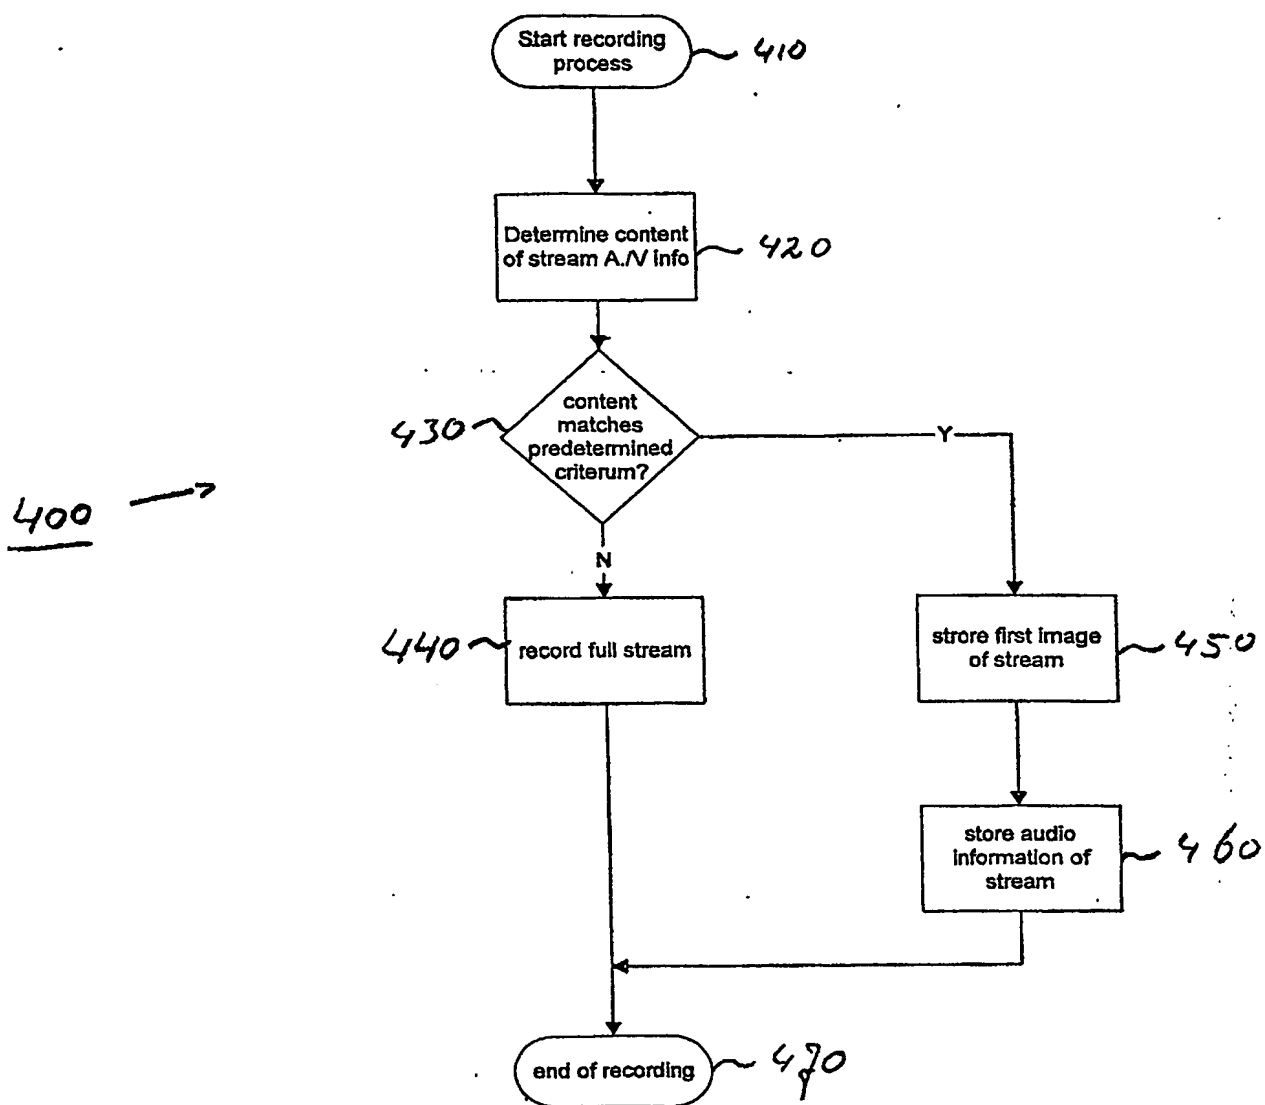 Start recording
process
410
Determine content
of stream A./V info
420
content
matches
predetermined
criterum?
430
Y
400
N
record full stream
440
strore first image
of stream
450
store audio
information of
stream
460
end of recording
470